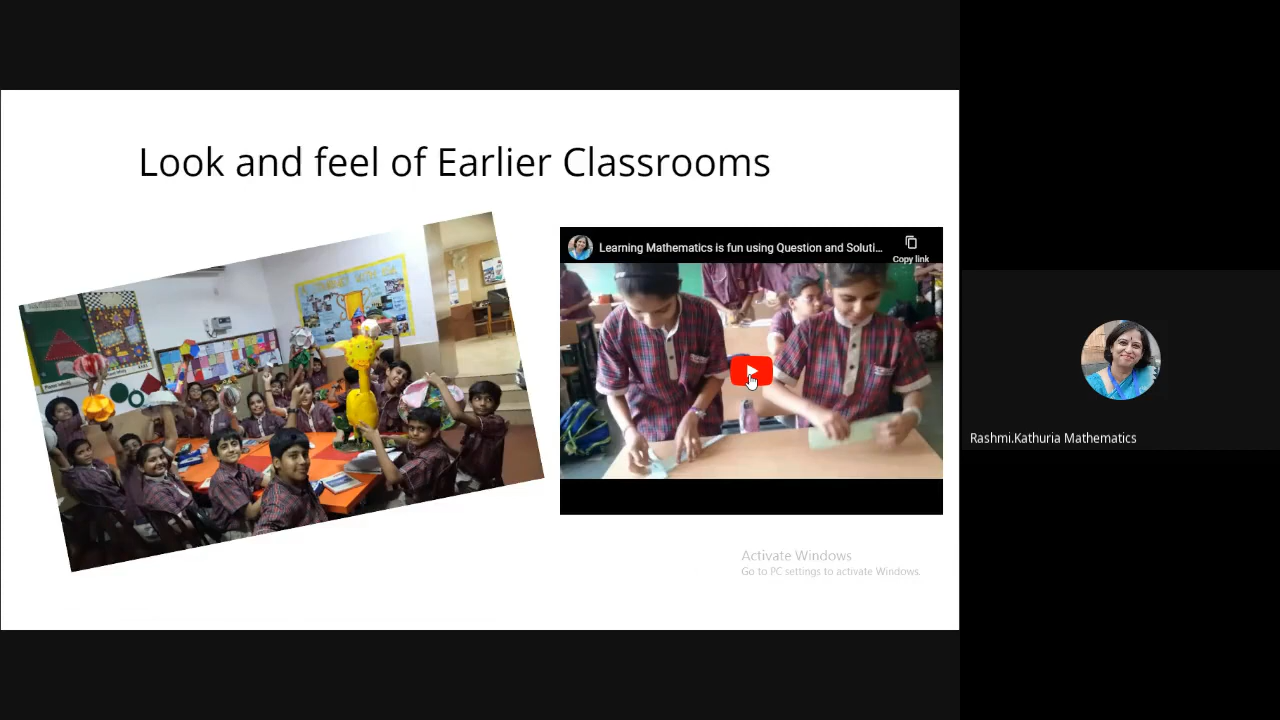 Look and feel of Earlier Classrooms
Learning Mathematics is fun using Question and Soluti...
Copy link
Rashmi.Kathuria Mathematics
Activate Windows
Go to PC settings to activate Windows.